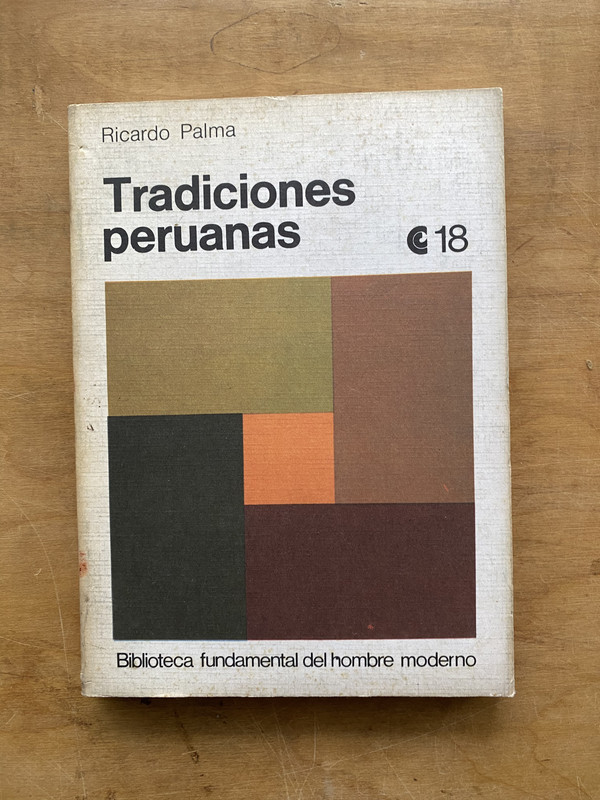 Ricardo Palma
Tradiciones
peruanas
18
Biblioteca fundamental del hombre moderno